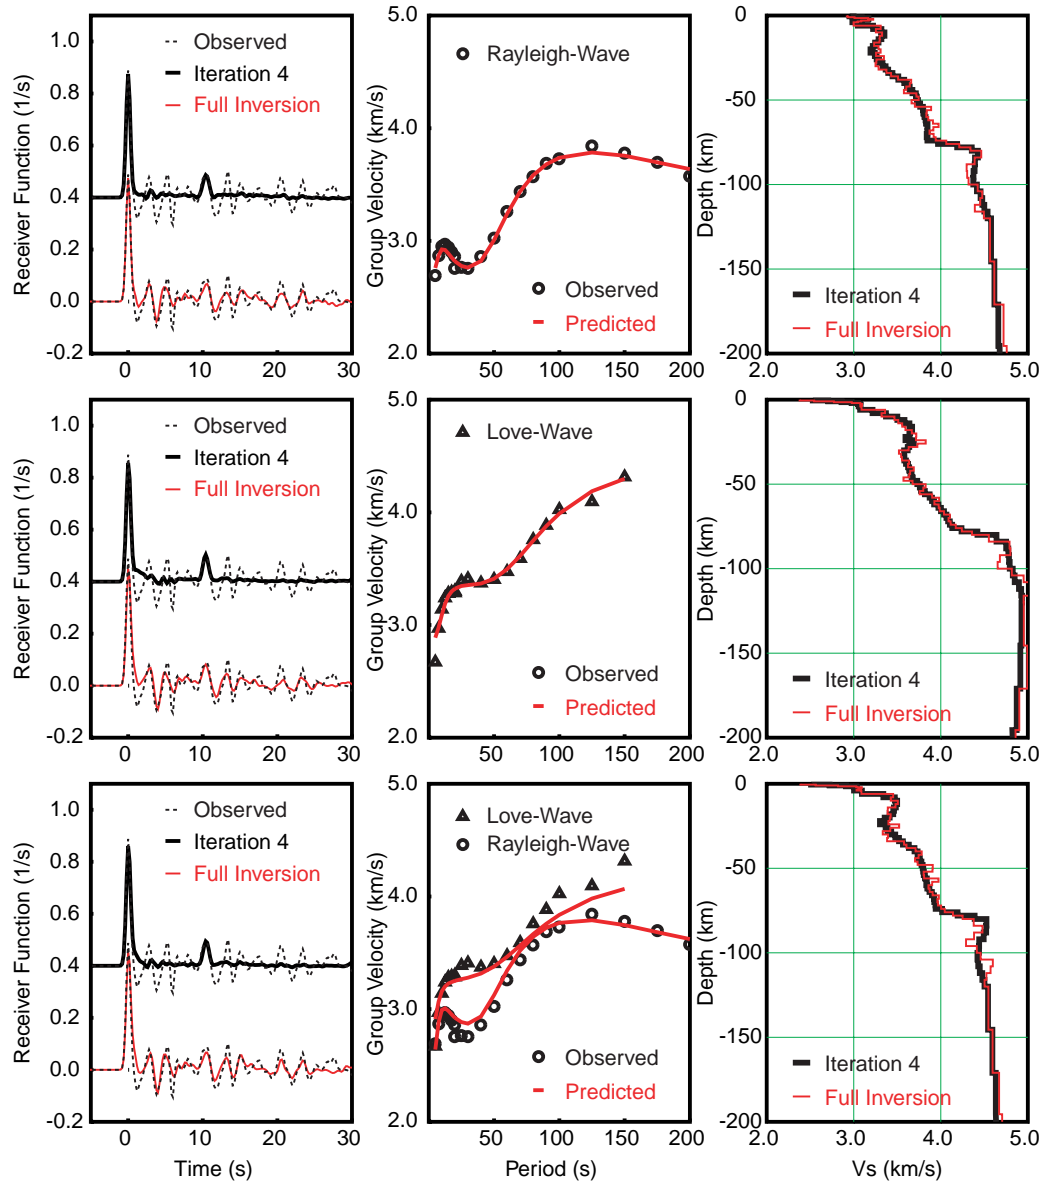 Receiver Function (1/s)
1.0
0.8
0.6
0.4
0.2
0.0
-0.2
Observed
Iteration 4
Full Inversion
0 10 20 30
Group Velocity (km/s)
5.0
4.0
3.0
2.0
Rayleigh-Wave
Observed
Predicted
50 100 150 200
Depth (km)
-0
-50
-100
-150
-200
Iteration 4
Full Inversion
2.0 3.0 4.0 5.0
Receiver Function (1/s)
1.0
0.8
0.6
0.4
0.2
0.0
-0.2
Observed
Iteration 4
Full Inversion
0 10 20 30
Group Velocity (km/s)
5.0
4.0
3.0
2.0
Love-Wave
Observed
Predicted
50 100 150 200
Depth (km)
-0
-50
-100
-150
-200
Iteration 4
Full Inversion
2.0 3.0 4.0 5.0
Receiver Function (1/s)
1.0
0.8
0.6
0.4
0.2
0.0
-0.2
Observed
Iteration 4
Full Inversion
0 10 20 30
Time (s)
Group Velocity (km/s)
5.0
4.0
3.0
2.0
Love-Wave
Rayleigh-Wave
Observed
Predicted
50 100 150 200
Period (s)
Depth (km)
-0
-50
-100
-150
-200
Iteration 4
Full Inversion
2.0 3.0 4.0 5.0
Vs (km/s)